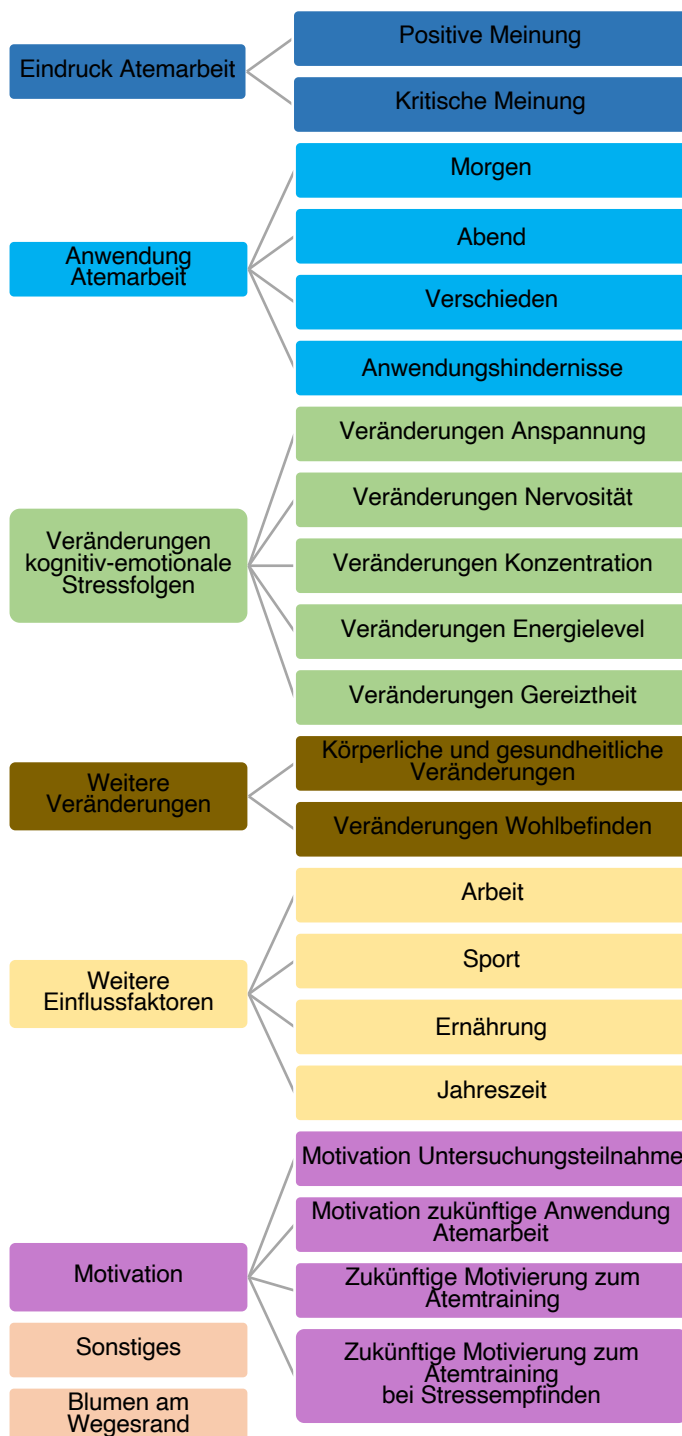 Eindruck Atemarbeit
Positive Meinung
Kritische Meinung
Anwendung
Atemarbeit
Morgen
Abend
Verschieden
Anwendungshindernisse
Veränderungen
kognitiv-emotionale
Stressfolgen
Veränderungen Anspannung
Veränderungen Nervosität
Veränderungen Konzentration
Veränderungen Energielevel
Veränderungen Gereiztheit
Weitere
Veränderungen
Körperliche und gesundheitliche
Veränderungen
Veränderungen Wohlbefinden
Weitere
Einflussfaktoren
Arbeit
Sport
Ernährung
Jahreszeit
Motivation
Motivation Untersuchungsteilnahme
Motivation zukünftige Anwendung
Atemarbeit
Zukünftige Motivierung zum
Atemtraining
Zukünftige Motivierung zum
Atemtraining
bei Stressempfinden
Sonstiges
Blumen am
Wegesrand